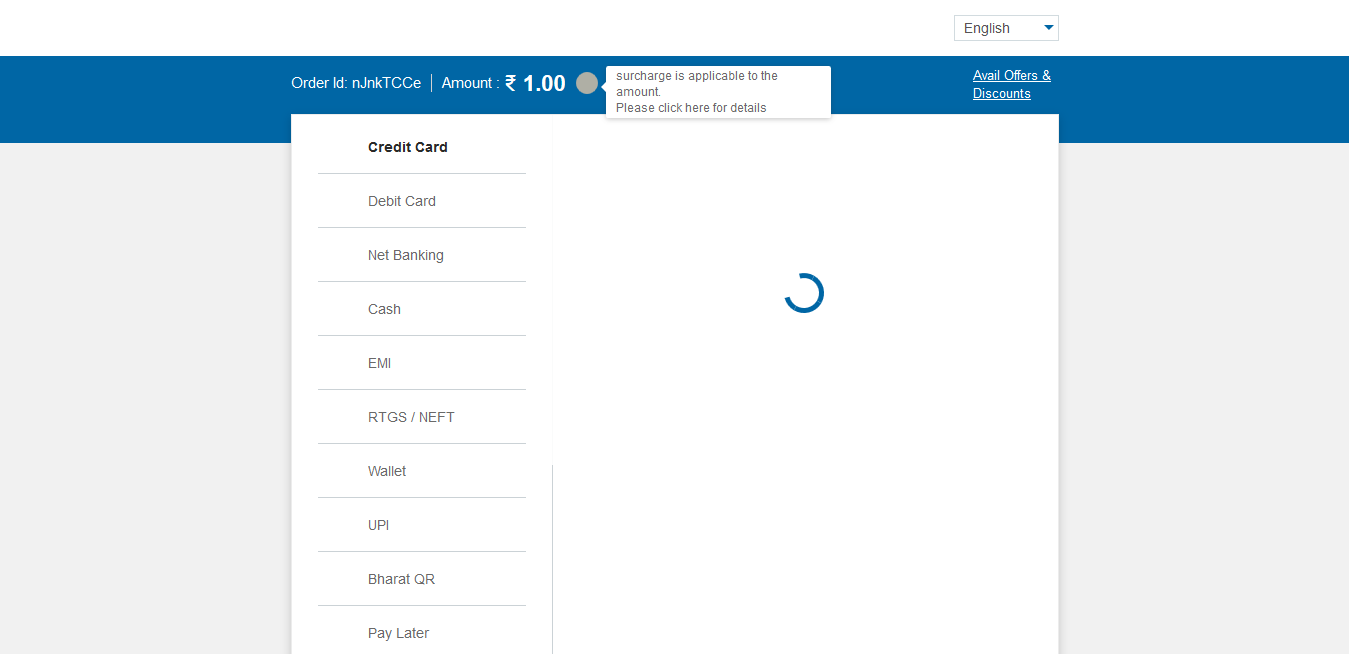 English
Order Id: nJnkTCCe
Amount : ₹ 1.00
surcharge is applicable to the
amount.
Please click here for details
Avail Offers &
Discounts
Credit Card
Debit Card
Net Banking
Cash
EMI
RTGS / NEFT
Wallet
UPI
Bharat QR
Pay Later